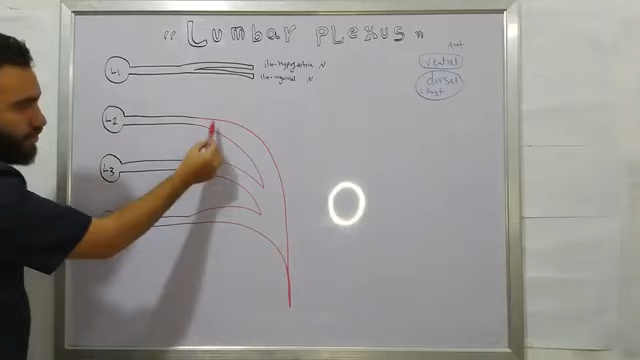 “ Lumbar PLEXUS ”
Ant
L1
ilio-hypogastric N
ilio-inguinal N
ventral
dorsal
= Post
L2
L3